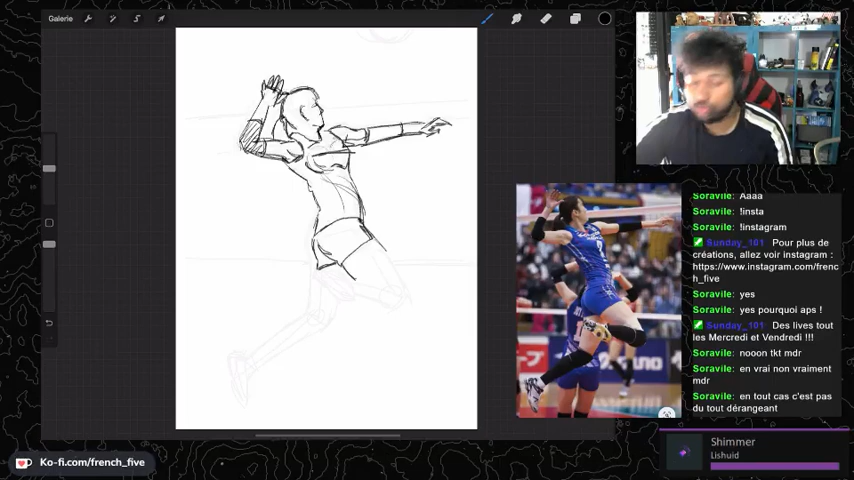 Galerie
Soravile: Aaaa
Soravile: !insta
Soravile: !instagram
Sunday_101 Pour plus de
créations, allez voir instagram :
https://www.instagram.com/frenc
h_five
Soravile: yes
Soravile: yes pourquoi aps !
Sunday_101: Des lives tout
les Mercredi et Vendredi !!!
Soravile: nooon tkt mdr
Soravile: en vrai non vraiment
mdr
Soravile: en tout cas c'est pas
du tout dérangeant
Shimmer
Lishuid
Ko-fi.com/french_five